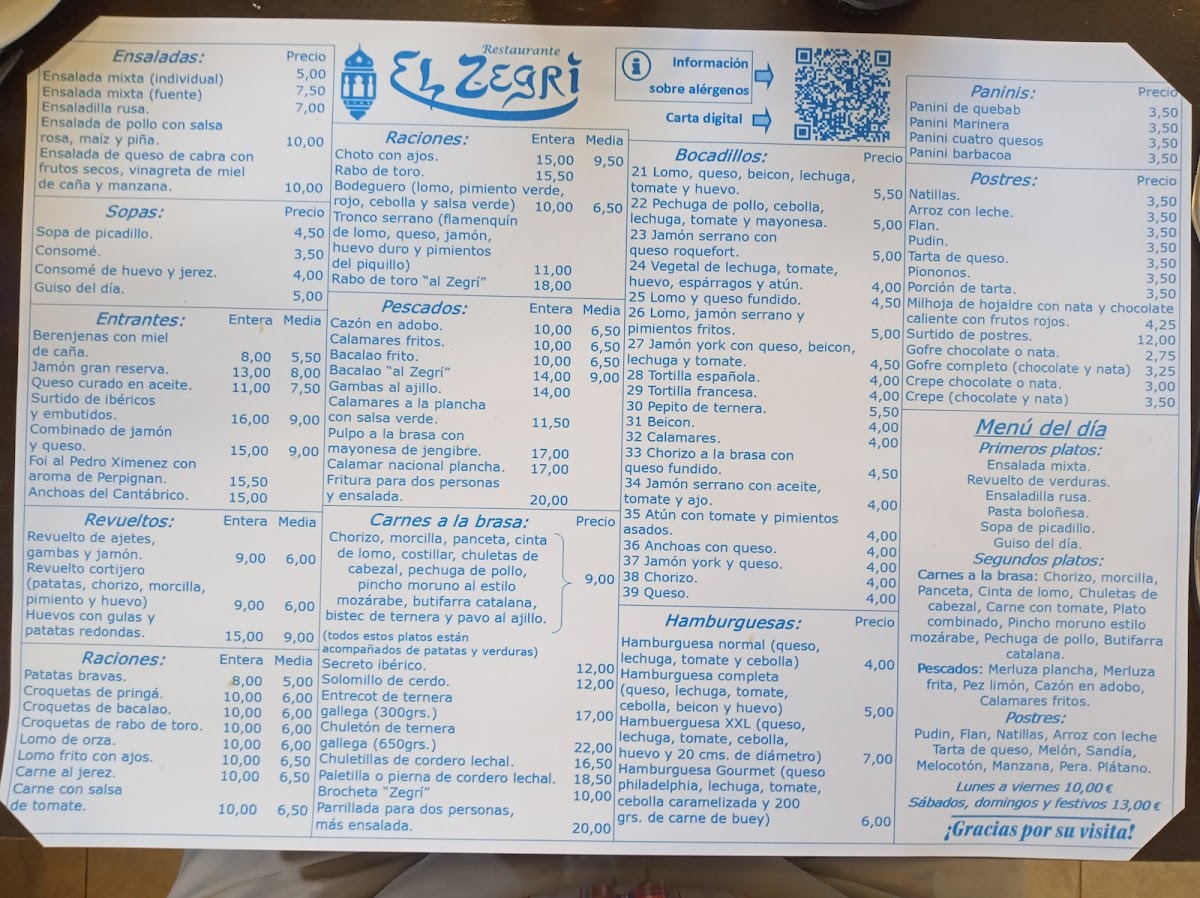 Ensaladas: Precio
Ensalada mixta (individual) 5,00
Ensalada mixta (fuente) 7,50
Ensaladilla rusa. 7,00
Ensalada de pollo con salsa
rosa, maíz y piña. 10,00
Ensalada de queso de cabra con
frutos secos, vinagreta de miel
de caña y manzana. 10,00
Sopas: Precio
Sopa de picadillo. 4,50
Consomé. 3,50
Consomé de huevo y jerez. 4,00
Guiso del día. 5,00
Entrantes: Entera Media
Berenjenas con miel
de caña. 8,00 5,50
Jamón gran reserva. 13,00 8,00
Queso curado en aceite. 11,00 7,50
Surtido de ibéricos
y embutidos. 16,00 9,00
Combinado de jamón
y queso. 15,00 9,00
Foi al Pedro Ximenez con
aroma de Perpignan. 15,50
Anchoas del Cantábrico. 15,00
Revueltos: Entera Media
Revuelto de ajetes,
gambas y jamón. 9,00 6,00
Revuelto cortijero
(patatas, chorizo, morcilla,
pimiento y huevo) 9,00 6,00
Huevos con gulas y
patatas redondas. 15,00 9,00
Raciones: Entera Media
Patatas bravas. 8,00 5,00
Croquetas de pringá. 10,00 6,00
Croquetas de bacalao. 10,00 6,00
Croquetas de rabo de toro. 10,00 6,00
Lomo de orza. 10,00 6,00
Lomo frito con ajos. 10,00 6,50
Carne al jerez. 10,00 6,50
Carne con salsa
de tomate. 10,00 6,50
Restaurante
El Zegrí
Raciones: Entera Media
Choto con ajos. 15,00 9,50
Rabo de toro. 15,50
Bodeguero (lomo, pimiento verde,
rojo, cebolla y salsa verde) 10,00 6,50
Tronco serrano (flamenquín
de lomo, queso, jamón,
huevo duro y pimientos
del piquillo) 11,00
Rabo de toro "al Zegrí" 18,00
Pescados: Entera Media
Cazón en adobo. 10,00 6,50
Calamares fritos. 10,00 6,50
Bacalao frito. 10,00 6,50
Bacalao "al Zegrí" 14,00 9,00
Gambas al ajillo. 14,00
Calamares a la plancha
con salsa verde. 11,50
Pulpo a la brasa con
mayonesa de jengibre. 17,00
Calamar nacional plancha. 17,00
Fritura para dos personas
y ensalada. 20,00
Carnes a la brasa: Precio
Chorizo, morcilla, panceta, cinta
de lomo, costillar, chuletas de
cabezal, pechuga de pollo,
pincho moruno al estilo 9,00
mozárabe, butifarra catalana,
bistec de ternera y pavo al ajillo.
(todos estos platos están
acompañados de patatas y verduras)
Secreto ibérico. 12,00
Solomillo de cerdo. 12,00
Entrecot de ternera
gallega (300grs.) 17,00
Chuletón de ternera
gallega (650grs.) 22,00
Chuletillas de cordero lechal. 16,50
Paletilla o pierna de cordero lechal. 18,50
Brocheta "Zegrí" 10,00
Parrillada para dos personas,
más ensalada. 20,00
Información
sobre alérgenos
Carta digital
Bocadillos: Precio
21 Lomo, queso, beicon, lechuga,
tomate y huevo. 5,50
22 Pechuga de pollo, cebolla,
lechuga, tomate y mayonesa. 5,00
23 Jamón serrano con
queso roquefort. 5,00
24 Vegetal de lechuga, tomate,
huevo, espárragos y atún. 4,00
25 Lomo y queso fundido. 4,50
26 Lomo, jamón serrano y
pimientos fritos. 5,00
27 Jamón york con queso, beicon,
lechuga y tomate. 4,50
28 Tortilla española. 4,00
29 Tortilla francesa. 4,00
30 Pepito de ternera. 5,50
31 Beicon. 4,00
32 Calamares. 4,00
33 Chorizo a la brasa con
queso fundido. 4,50
34 Jamón serrano con aceite,
tomate y ajo. 4,00
35 Atún con tomate y pimientos
asados. 4,00
36 Anchoas con queso. 4,00
37 Jamón york y queso. 4,00
38 Chorizo. 4,00
39 Queso. 4,00
Hamburguesas: Precio
Hamburguesa normal (queso,
lechuga, tomate y cebolla) 4,00
Hamburguesa completa
(queso, lechuga, tomate,
cebolla, beicon y huevo) 5,00
Hambuerguesa XXL (queso,
lechuga, tomate, cebolla,
huevo y 20 cms. de diámetro) 7,00
Hamburguesa Gourmet (queso
philadelphia, lechuga, tomate,
cebolla caramelizada y 200
grs. de carne de buey) 6,00
Paninis: Precio
Panini de quebab 3,50
Panini Marinera 3,50
Panini cuatro quesos 3,50
Panini barbacoa 3,50
Postres: Precio
Natillas. 3,50
Arroz con leche. 3,50
Flan. 3,50
Pudin. 3,50
Tarta de queso. 3,50
Piononos. 3,50
Porción de tarta. 3,50
Milhoja de hojaldre con nata y chocolate
caliente con frutos rojos. 4,25
Surtido de postres. 12,00
Gofre chocolate o nata. 2,75
Gofre completo (chocolate y nata) 3,25
Crepe chocolate o nata. 3,00
Crepe (chocolate y nata) 3,50
Menú del día
Primeros platos:
Ensalada mixta.
Revuelto de verduras.
Ensaladilla rusa.
Pasta boloñesa.
Sopa de picadillo.
Guiso del día.
Segundos platos:
Carnes a la brasa: Chorizo, morcilla,
Panceta, Cinta de lomo, Chuletas de
cabezal, Carne con tomate, Plato
combinado, Pincho moruno estilo
mozárabe, Pechuga de pollo, Butifarra
catalana.
Pescados: Merluza plancha, Merluza
frita, Pez limón, Cazón en adobo,
Calamares fritos.
Postres:
Pudin, Flan, Natillas, Arroz con leche
Tarta de queso, Melón, Sandía,
Melocotón, Manzana, Pera. Plátano.
Lunes a viernes 10,00 €
Sábados, domingos y festivos 13,00 €
¡Gracias por su visita!